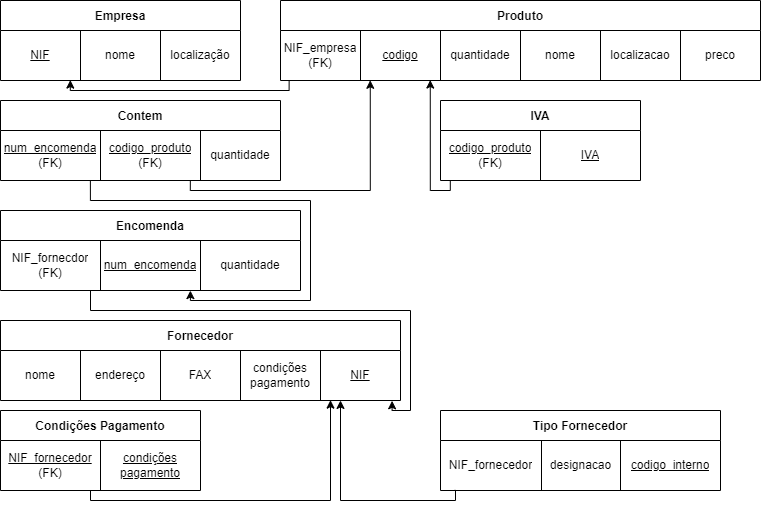 Empresa
NIF
nome
localização
Produto
NIF_empresa
(FK)
codigo
quantidade
nome
localizacao
preco
Contem
num_encomenda
(FK)
codigo_produto
(FK)
quantidade
IVA
codigo_produto
(FK)
IVA
Encomenda
NIF_fornecdor
(FK)
num_encomenda
quantidade
Fornecedor
nome
endereço
FAX
condições
pagamento
NIF
Condições Pagamento
NIF_fornecedor
(FK)
condições
pagamento
Tipo Fornecedor
NIF_fornecedor
designacao
codigo_interno